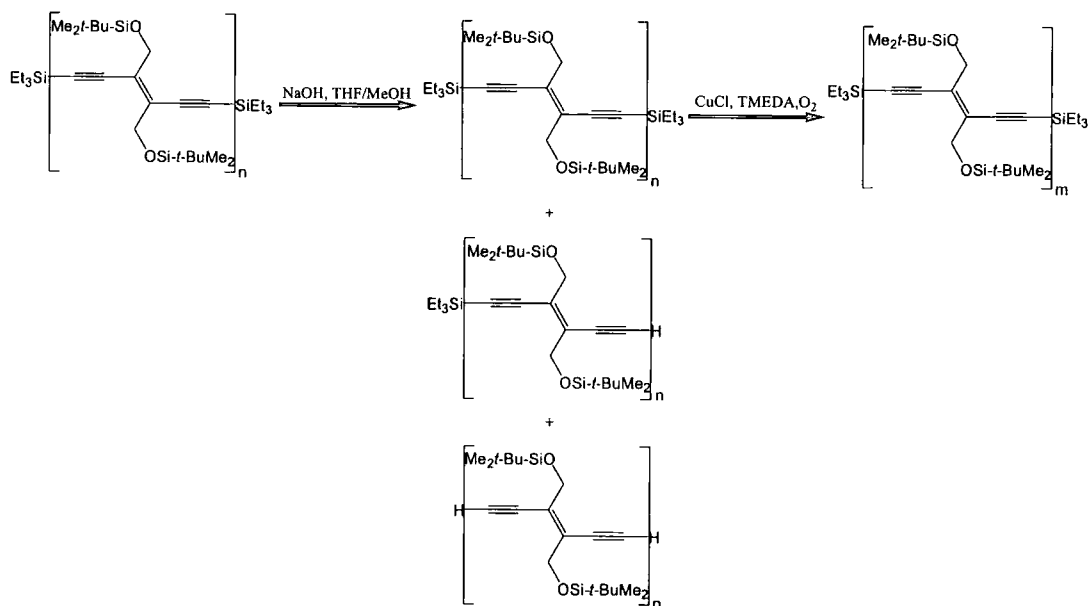 Me2t-Bu-SiO
Et3Si
SiEt3
OSi-t-BuMe2
n
NaOH, THF/MeOH
Me2t-Bu-SiO
Et3Si
SiEt3
OSi-t-BuMe2
n
CuCl, TMEDA,O2
Me2t-Bu-SiO
Et3Si
SiEt3
OSi-t-BuMe2
m
+
Me2t-Bu-SiO
Et3Si
H
OSi-t-BuMe2
n
+
Me2t-Bu-SiO
H
H
OSi-t-BuMe2
n